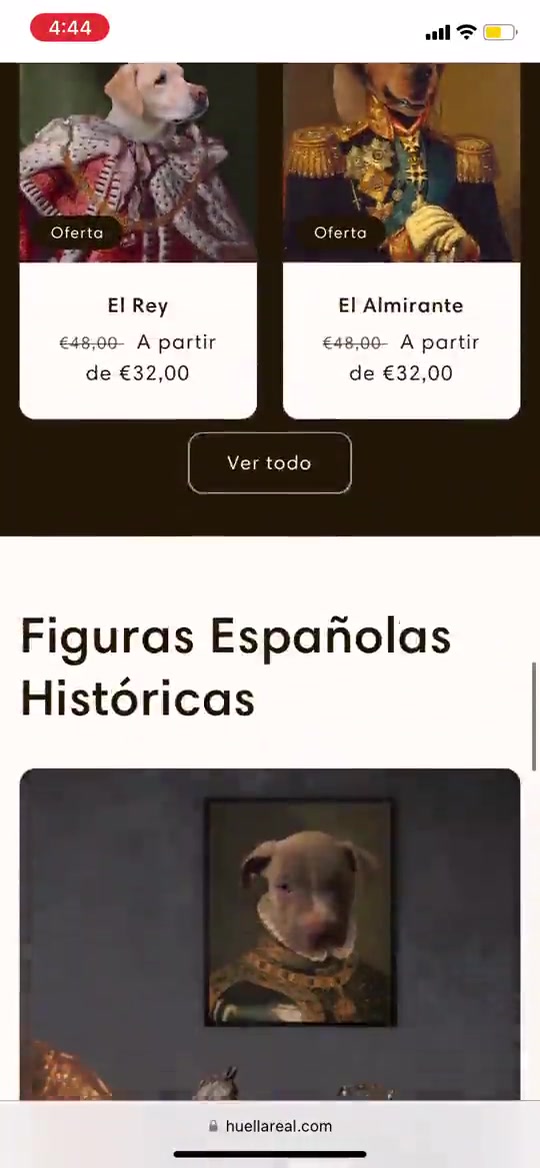 4:44
Oferta
Oferta
El Rey
€48,00 A partir
de €32,00
El Almirante
€48,00 A partir
de €32,00
Ver todo
Figuras Españolas
Históricas
huellareal.com